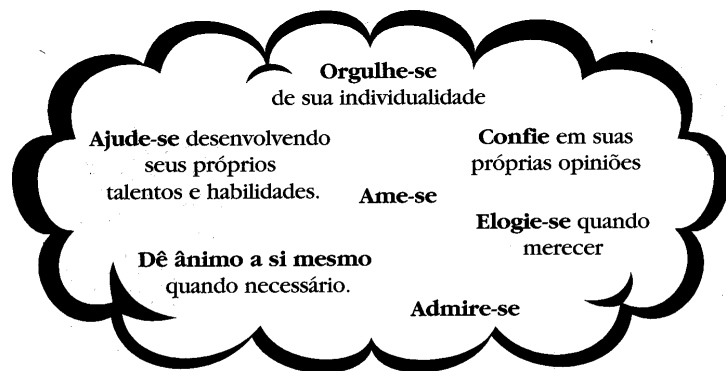 Orgulhe-se
de sua individualidade
Ajude-se desenvolvendo
seus próprios
talentos e habilidades.
Confie em suas
próprias opiniões
Ame-se
Elogie-se quando
merecer
Dê ânimo a si mesmo
quando necessário.
Admire-se